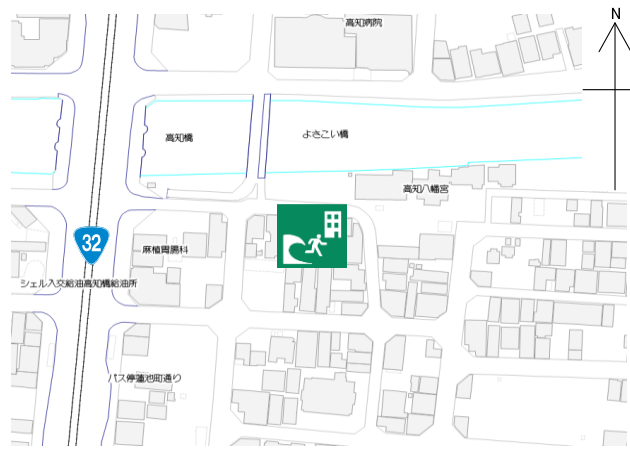 N
高知病院
高知橋
よさこい橋
高知八幡宮
麻植胃腸科
32
シェル入交給油高知橋給油所
バス停蓮池町通り